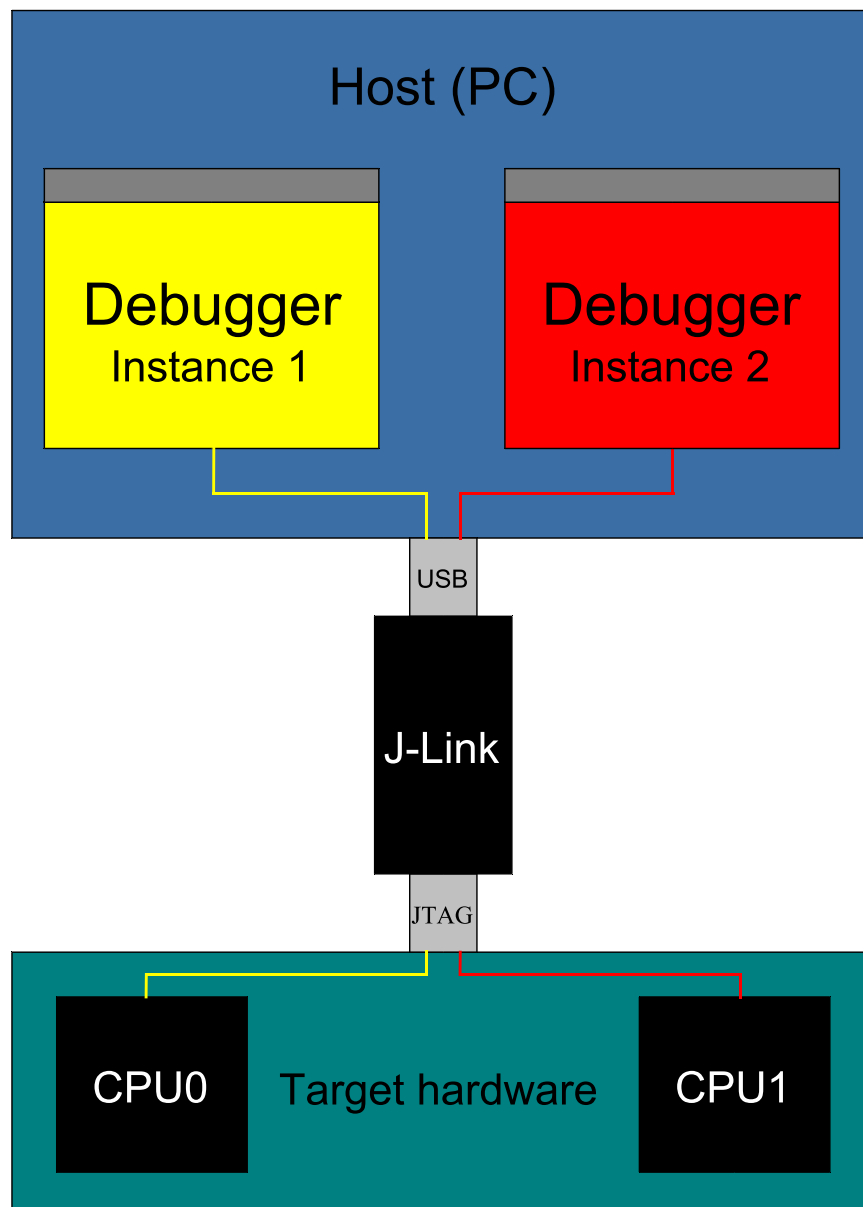 Host (PC)
Debugger
Instance 1
Debugger
Instance 2
USB
J-Link
JTAG
CPU0
Target hardware
CPU1